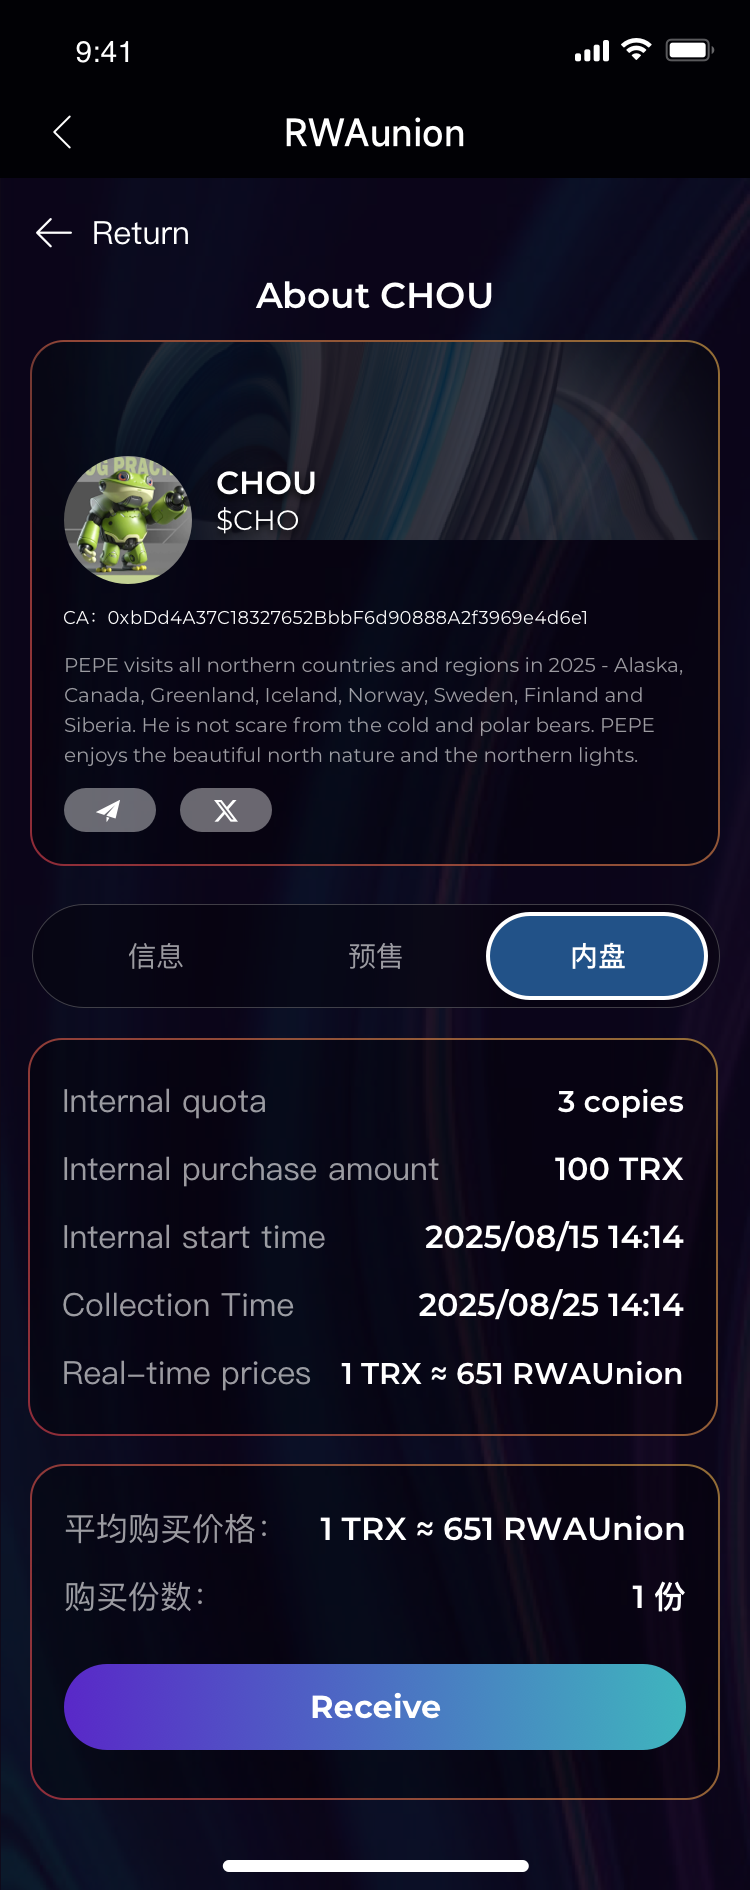 9:41
RWAunion
Return
About CHOU
CHOU
$CHO
CA： 0xbDd4A37C18327652BbbF6d90888A2f3969e4d6e1
PEPE visits all northern countries and regions in 2025 - Alaska,
Canada, Greenland, Iceland, Norway, Sweden, Finland and
Siberia. He is not scare from the cold and polar bears. PEPE
enjoys the beautiful north nature and the northern lights.
信息 预售 内盘
Internal quota 3 copies
Internal purchase amount 100 TRX
Internal start time 2025/08/15 14:14
Collection Time 2025/08/25 14:14
Real-time prices 1 TRX ≈ 651 RWAUnion
平均购买价格： 1 TRX ≈ 651 RWAUnion
购买份数： 1 份
Receive